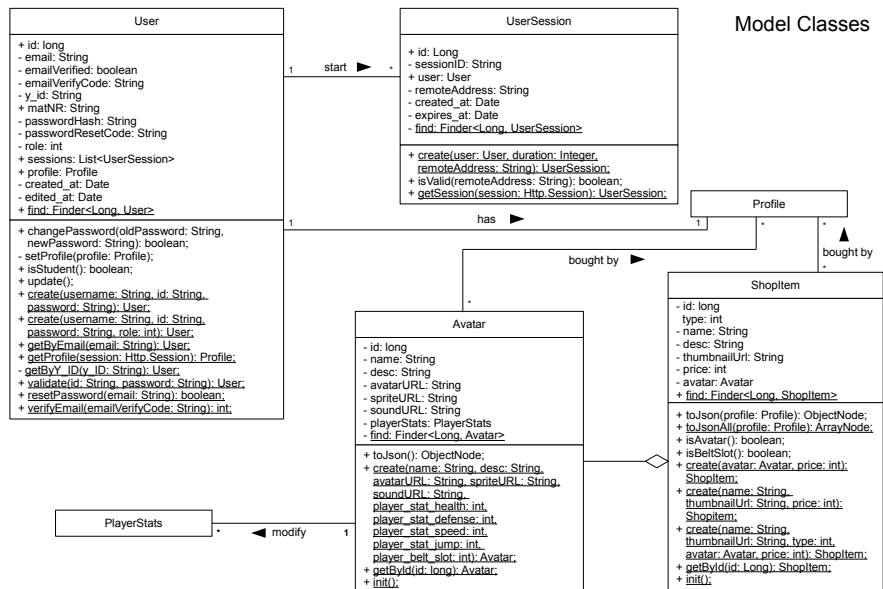 Model Classes
User
+ id: long
- email: String
- emailVerified: boolean
- emailVerifyCode: String
- y_id: String
+ matNR: String
- passwordHash: String
- passwordResetCode: String
- role: int
+ sessions: List<UserSession>
+ profile: Profile
- created_at: Date
- edited_at: Date
+ find: Finder<Long, User>
+ changePassword(oldPassword: String,
newPassword: String): boolean;
- setProfile(profile: Profile);
+ isStudent(): boolean;
+ update();
+ create(username: String, id: String,
password: String): User;
+ create(username: String, id: String,
password: String, role: int): User;
+ getByEmail(email: String): User;
+ getProfile(session: Http.Session): Profile;
- getByY_ID(y_ID: String): User;
+ validate(id: String, password: String): User;
+ resetPassword(email: String): boolean;
+ verifyEmail(emailVerifyCode: String): int;
1
start
*
UserSession
+ id: Long
- sessionID: String
+ user: User
- remoteAddress: String
- created_at: Date
- expires_at: Date
- find: Finder<Long, UserSession>
+ create(user: User, duration: Integer,
remoteAddress: String): UserSession;
+ isValid(remoteAddress: String): boolean;
+ getSession(session: Http.Session): UserSession;
1
has
1
Profile
*
*
bought by
bought by
*
*
Avatar
- id: long
- name: String
- desc: String
- avatarURL: String
- spriteURL: String
- soundURL: String
- playerStats: PlayerStats
- find: Finder<Long, Avatar>
+ toJson(): ObjectNode;
+ create(name: String, desc: String,
avatarURL: String, spriteURL: String,
soundURL: String,
player_stat_health: int,
player_stat_defense: int,
player_stat_speed: int,
player_stat_jump: int,
player_belt_slot: int): Avatar;
+ getById(id: long): Avatar;
+ init();
ShopItem
- id: long
type: int
- name: String
- desc: String
- thumbnailUrl: String
- price: int
- avatar: Avatar
+ find: Finder<Long, ShopItem>
+ toJson(profile: Profile): ObjectNode;
+ toJsonAll(profile: Profile): ArrayNode;
+ isAvatar(): boolean;
+ isBeltSlot(): boolean;
+ create(avatar: Avatar, price: int):
ShopItem;
+ create(name: String,
thumbnailUrl: String, price: int):
Shopitem;
+ create(name: String,
thumbnailUrl: String, type: int,
avatar: Avatar, price: int): ShopItem;
+ getById(id: Long): ShopItem;
+ init();
PlayerStats
*
modify
1